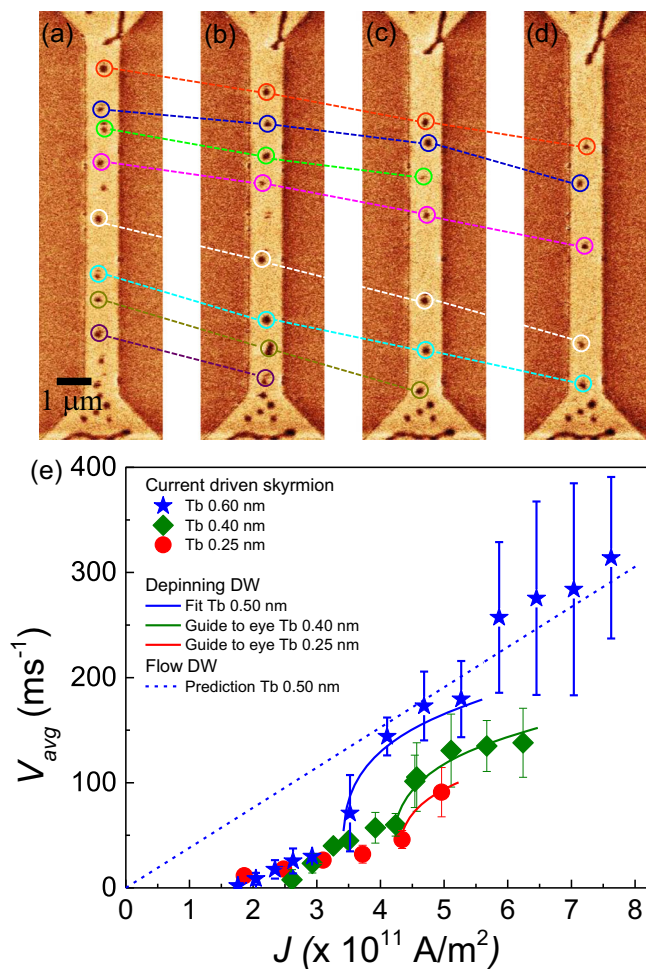 (a)
(b)
(c)
(d)
1 μm
(e)
400
300
200
100
0
V_avg (ms⁻¹)
Current driven skyrmion
Tb 0.60 nm
Tb 0.40 nm
Tb 0.25 nm
Depinning DW
Fit Tb 0.50 nm
Guide to eye Tb 0.40 nm
Guide to eye Tb 0.25 nm
Flow DW
Prediction Tb 0.50 nm
0 1 2 3 4 5 6 7 8
J (x 10¹¹ A/m²)